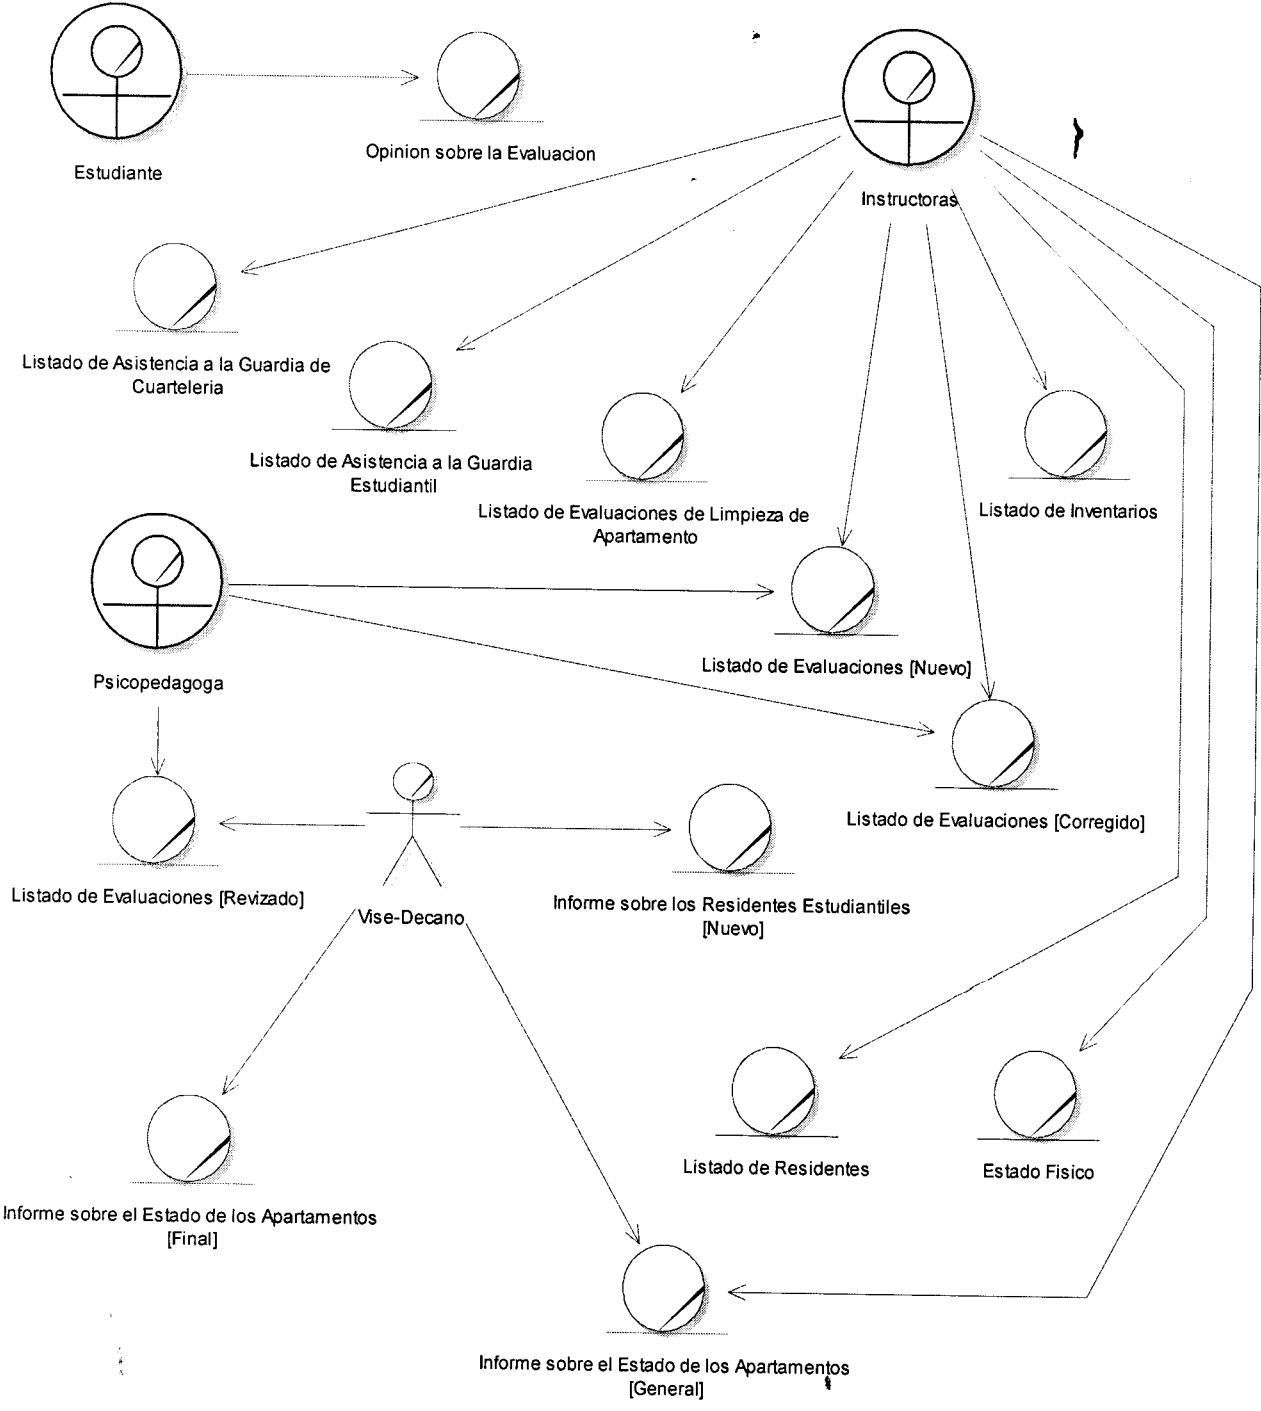 Estudiante
Opinion sobre la Evaluacion
Instructoras
Listado de Asistencia a la Guardia de
Cuarteleria
Listado de Asistencia a la Guardia
Estudiantil
Listado de Evaluaciones de Limpieza de
Apartamento
Listado de Inventarios
Psicopedagoga
Listado de Evaluaciones [Nuevo]
Listado de Evaluaciones [Corregido]
Listado de Evaluaciones [Revizado]
Vise-Decano
Informe sobre los Residentes Estudiantiles
[Nuevo]
Listado de Residentes
Estado Fisico
Informe sobre el Estado de los Apartamentos
[Final]
Informe sobre el Estado de los Apartamentos
[General]